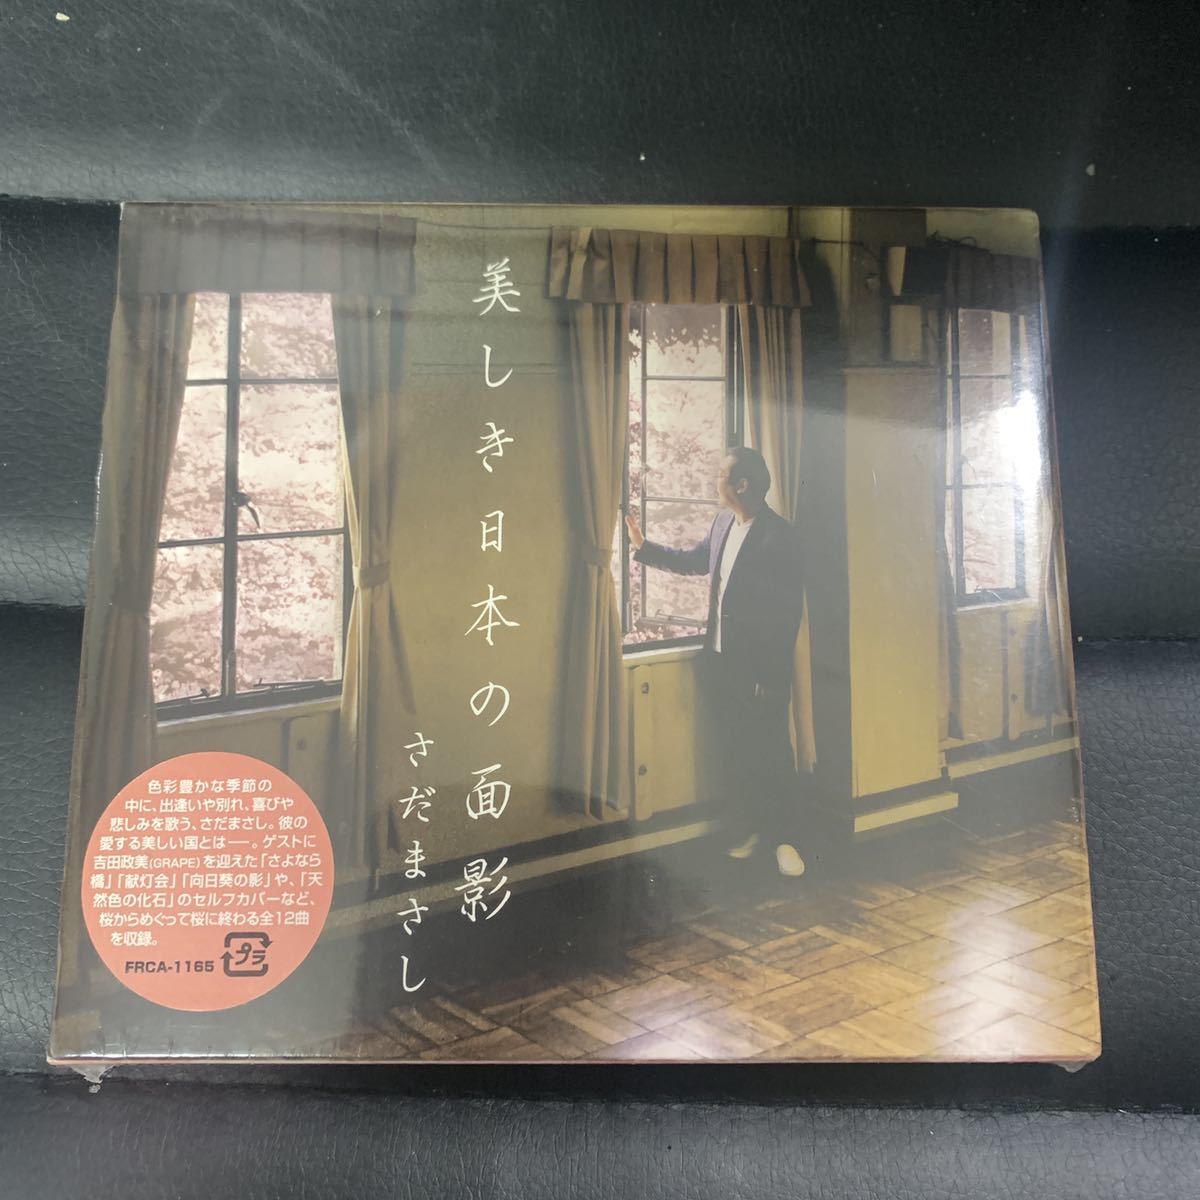 美しき日本の面影
さだまさし
色彩豊かな季節の
中に、出逢いや別れ、喜びや
悲しみを歌う、さだまさし。彼の
愛する美しい国とは―。ゲストに
吉田政美(GRAPE)を迎えた「さよなら
橋」「献灯会」「向日葵の影」や、「天
然色の化石」のセルフカバーなど、
桜からめぐって桜に終わる全12曲
を収録。
FRCA-1165
プラ